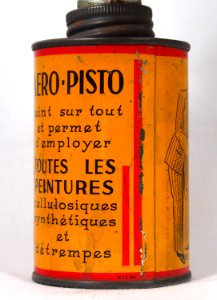 ERO-PISTO
oint sur tout
et permet
d'employer
TOUTES LES
PEINTURES
cellulosiques
synthétiques
et
détrempes